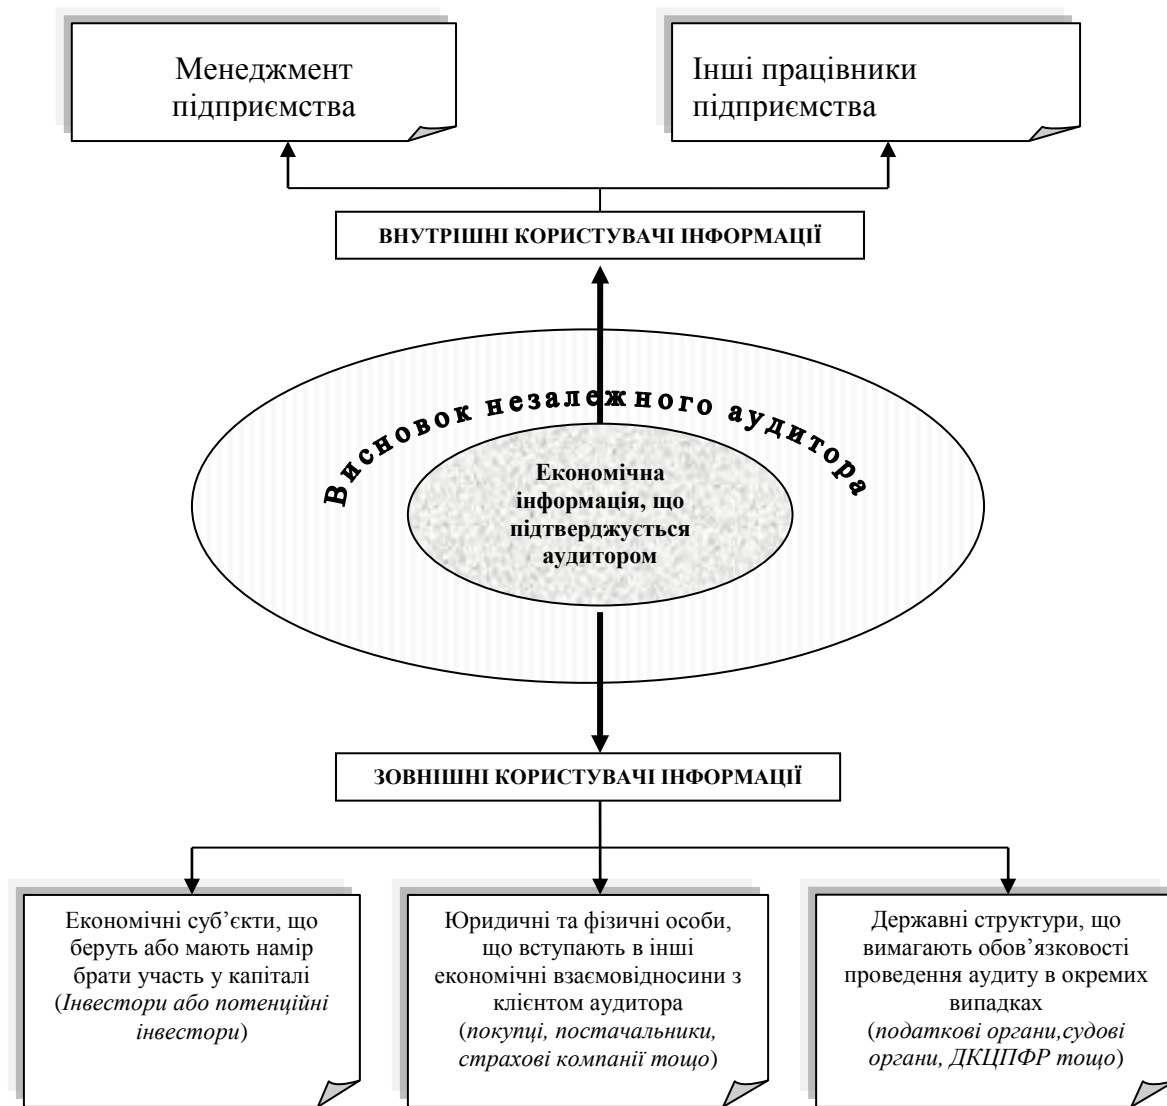 Менеджмент
підприємства
Інші працівники
підприємства
ВНУТРІШНІ КОРИСТУВАЧІ ІНФОРМАЦІЇ
Висновок незалежного аудитора
Економічна
інформація, що
підтверджується
аудитором
ЗОВНІШНІ КОРИСТУВАЧІ ІНФОРМАЦІЇ
Економічні суб’єкти, що
беруть або мають намір
брати участь у капіталі
(Інвестори або потенційні
інвестори)
Юридичні та фізичні особи,
що вступають в інші
економічні взаємовідносини з
клієнтом аудитора
(покупці, постачальники,
страхові компанії тощо)
Державні структури, що
вимагають обов’язковості
проведення аудиту в окремих
випадках
(податкові органи,судові
органи, ДКЦПФР тощо)